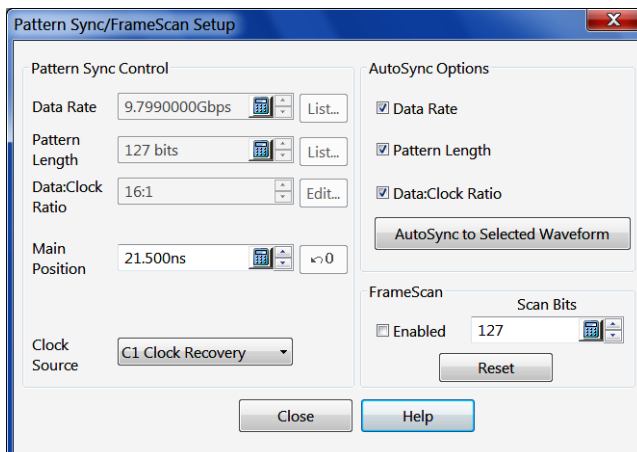 Pattern Sync/FrameScan Setup
Pattern Sync Control
Data Rate
9.7990000Gbps
List...
Pattern
Length
127 bits
List...
Data:Clock
Ratio
16:1
Edit...
Main
Position
21.500ns
0
Clock
Source
C1 Clock Recovery
AutoSync Options
Data Rate
Pattern Length
Data:Clock Ratio
AutoSync to Selected Waveform
FrameScan
Scan Bits
Enabled
127
Reset
Close
Help